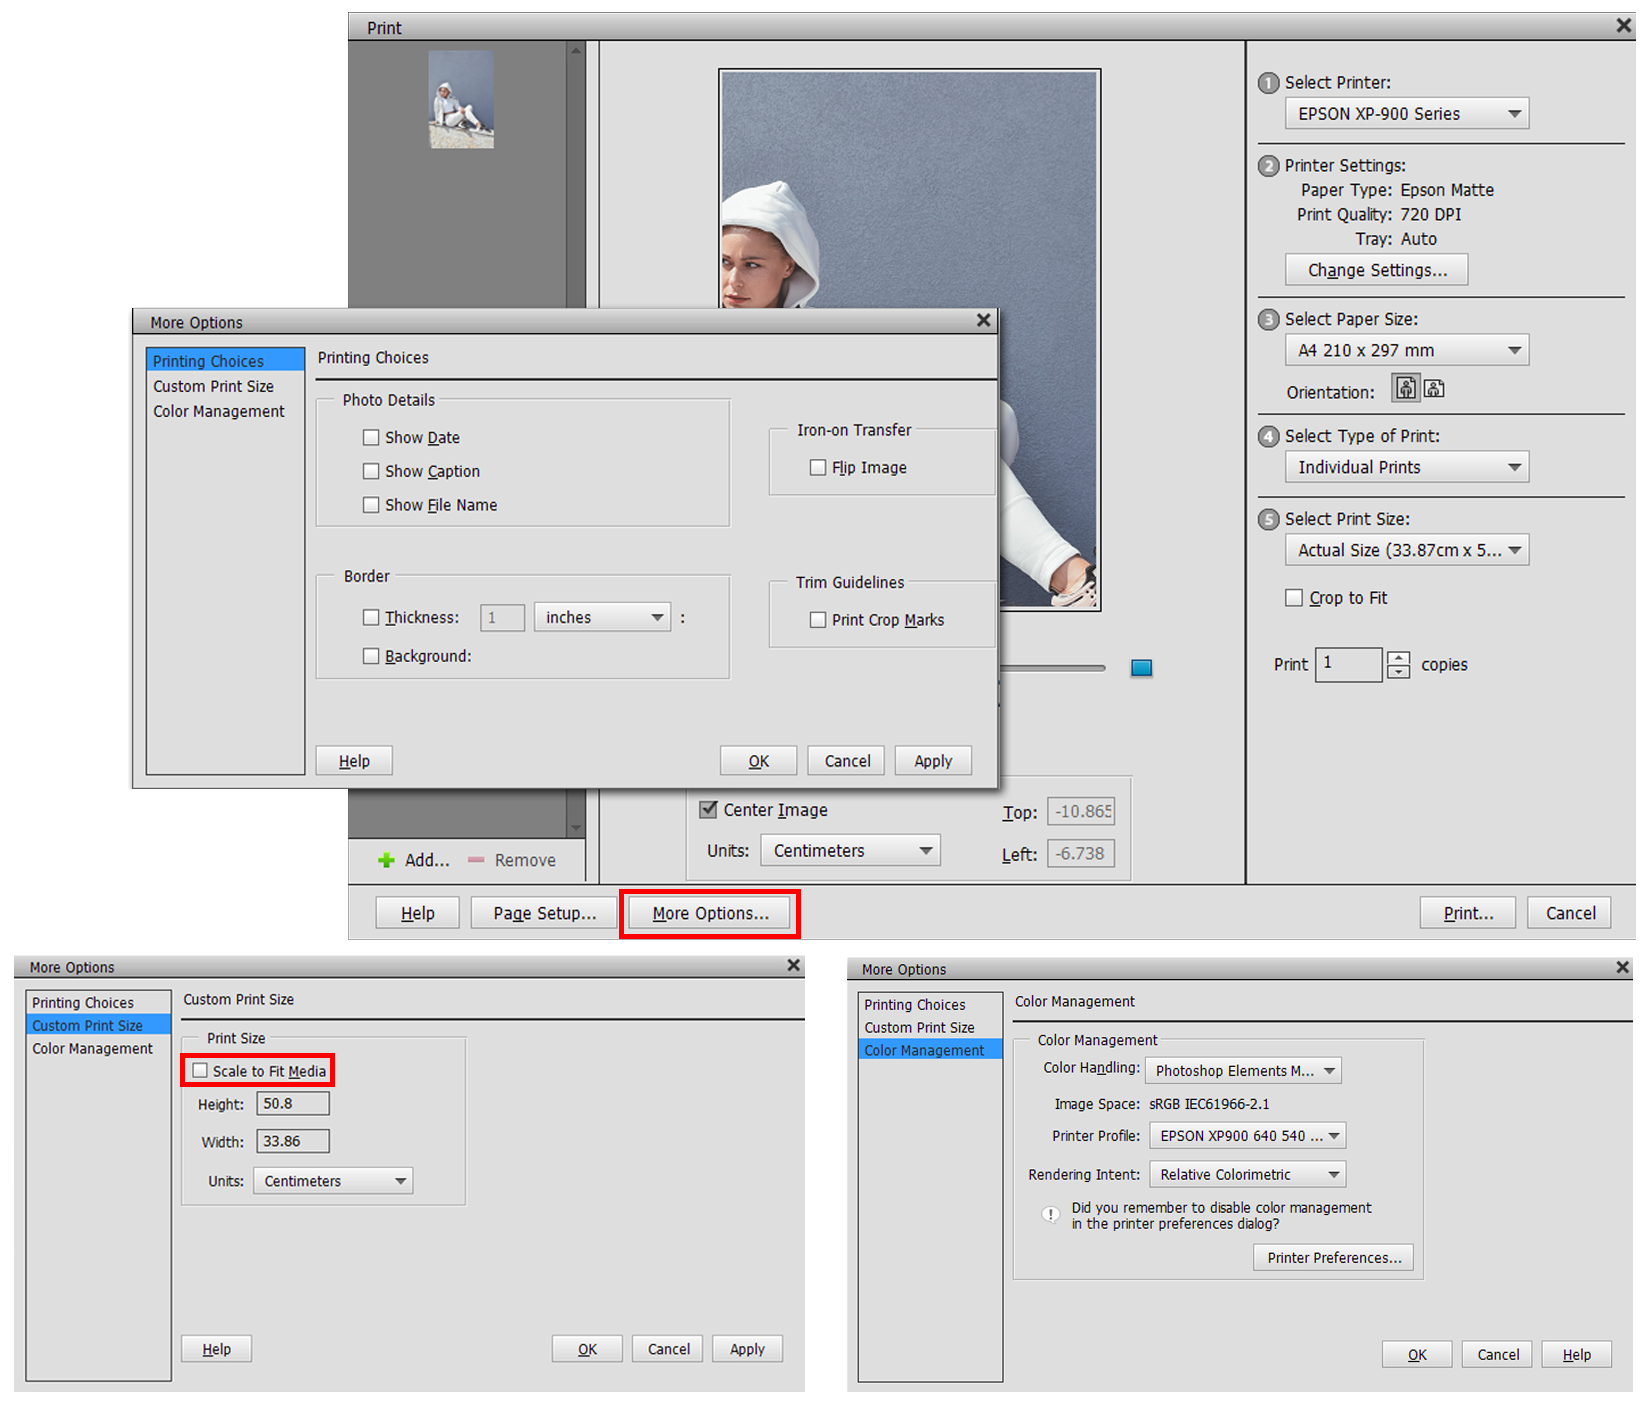 Print
1 Select Printer:
EPSON XP-900 Series
2 Printer Settings:
Paper Type: Epson Matte
Print Quality: 720 DPI
Tray: Auto
Change Settings...
3 Select Paper Size:
A4 210 x 297 mm
Orientation:
4 Select Type of Print:
Individual Prints
5 Select Print Size:
Actual Size (33.87cm x 5...
Crop to Fit
Print 1 copies
More Options
Printing Choices
Custom Print Size
Color Management
Printing Choices
Photo Details
Show Date
Show Caption
Show File Name
Iron-on Transfer
Flip Image
Border
Thickness: 1 inches :
Background:
Trim Guidelines
Print Crop Marks
Help OK Cancel Apply
Center Image
Units: Centimeters
Top: -10.865
Left: -6.738
Add... Remove
Help Page Setup... More Options... Print... Cancel
More Options
Printing Choices
Custom Print Size
Color Management
Custom Print Size
Print Size
Scale to Fit Media
Height: 50.8
Width: 33.86
Units: Centimeters
Help OK Cancel Apply
More Options
Printing Choices
Custom Print Size
Color Management
Color Management
Color Management
Color Handling: Photoshop Elements M...
Image Space: sRGB IEC61966-2.1
Printer Profile: EPSON XP900 640 540 ...
Rendering Intent: Relative Colorimetric
! Did you remember to disable color management
in the printer preferences dialog?
Printer Preferences...
OK Cancel Help